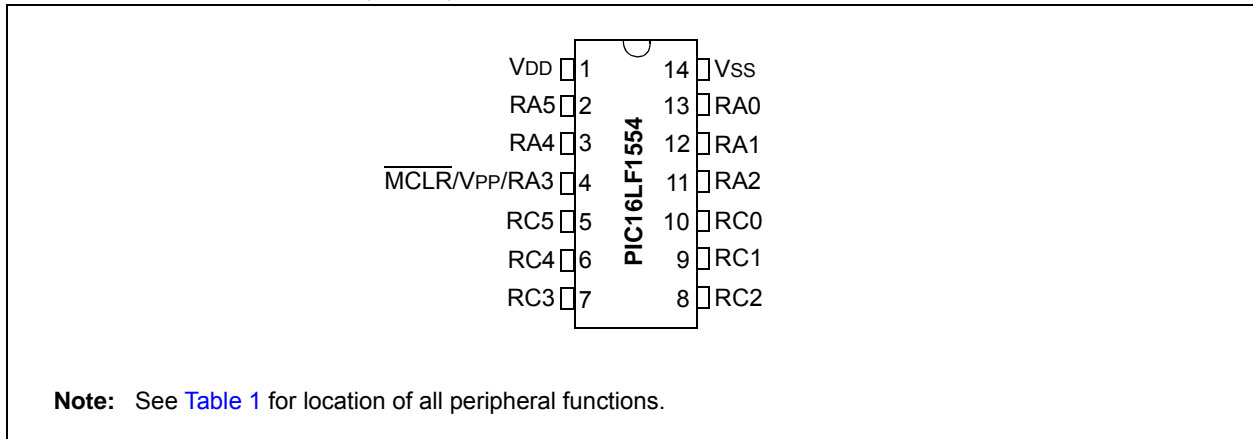 VDD 1 14 VSS
RA5 2 13 RA0
RA4 3 12 RA1
MCLR/VPP/RA3 4 11 RA2
RC5 5 10 RC0
RC4 6 9 RC1
RC3 7 8 RC2
PIC16LF1554
Note: See Table 1 for location of all peripheral functions.